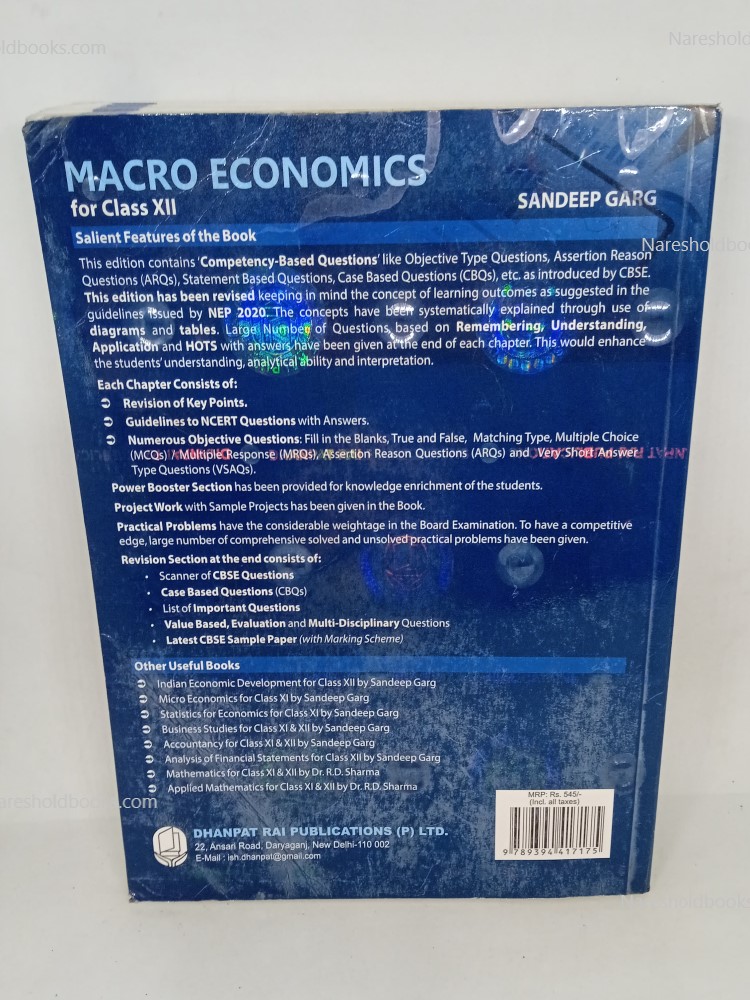 oldbooks.com
Naresholdb
MACRO ECONOMICS
for Class XII
SANDEEP GARG
Naresholdb
Salient Features of the Book
This edition contains 'Competency-Based Questions' like Objective Type Questions, Assertion Reason
Questions (ARQs), Statement Based Questions, Case Based Questions (CBQs), etc. as introduced by CBSE.
This edition has been revised keeping in mind the concept of learning outcomes as suggested in the
guidelines issued by NEP 2020. The concepts have been systematically explained through use of
diagrams and tables. Large Number of Questions, based on Remembering, Understanding,
Application and HOTS with answers have been given at the end of each chapter. This would enhance
the students' understanding, analytical ability and interpretation.
Each Chapter Consists of:
Revision of Key Points.
Guidelines to NCERT Questions with Answers.
Numerous Objective Questions: Fill in the Blanks, True and False, Matching Type, Multiple Choice
(MCQs) / Multiple Response (MRQs), Assertion Reason Questions (ARQs) and Very Short Answer
Type Questions (VSAQs).
Power Booster Section has been provided for knowledge enrichment of the students.
Project Work with Sample Projects has been given in the Book.
Practical Problems have the considerable weightage in the Board Examination. To have a competitive
edge, large number of comprehensive solved and unsolved practical problems have been given.
Revision Section at the end consists of:
• Scanner of CBSE Questions
• Case Based Questions (CBQs)
• List of Important Questions
• Value Based, Evaluation and Multi-Disciplinary Questions
• Latest CBSE Sample Paper (with Marking Scheme)
Other Useful Books
Indian Economic Development for Class XII by Sandeep Garg
Micro Economics for Class XI by Sandeep Garg
Statistics for Economics for Class XI by Sandeep Garg
Business Studies for Class XI & XII by Sandeep Garg
Accountancy for Class XI & XII by Sandeep Garg
Analysis of Financial Statements for Class XII by Sandeep Garg
Mathematics for Class XI & XII by Dr. R.D. Sharma
Applied Mathematics for Class XI & XII by Dr. R.D. Sharma
Naresholdbooks.com
DHANPAT RAI PUBLICATIONS (P) LTD.
22, Ansari Road, Daryaganj, New Delhi-110 002
E-Mail : ish.dhanpat@gmail.com
MRP: Rs. 545/-
(Incl. all taxes)
9 789394 417175
oldbooks.com
naresholdbooks